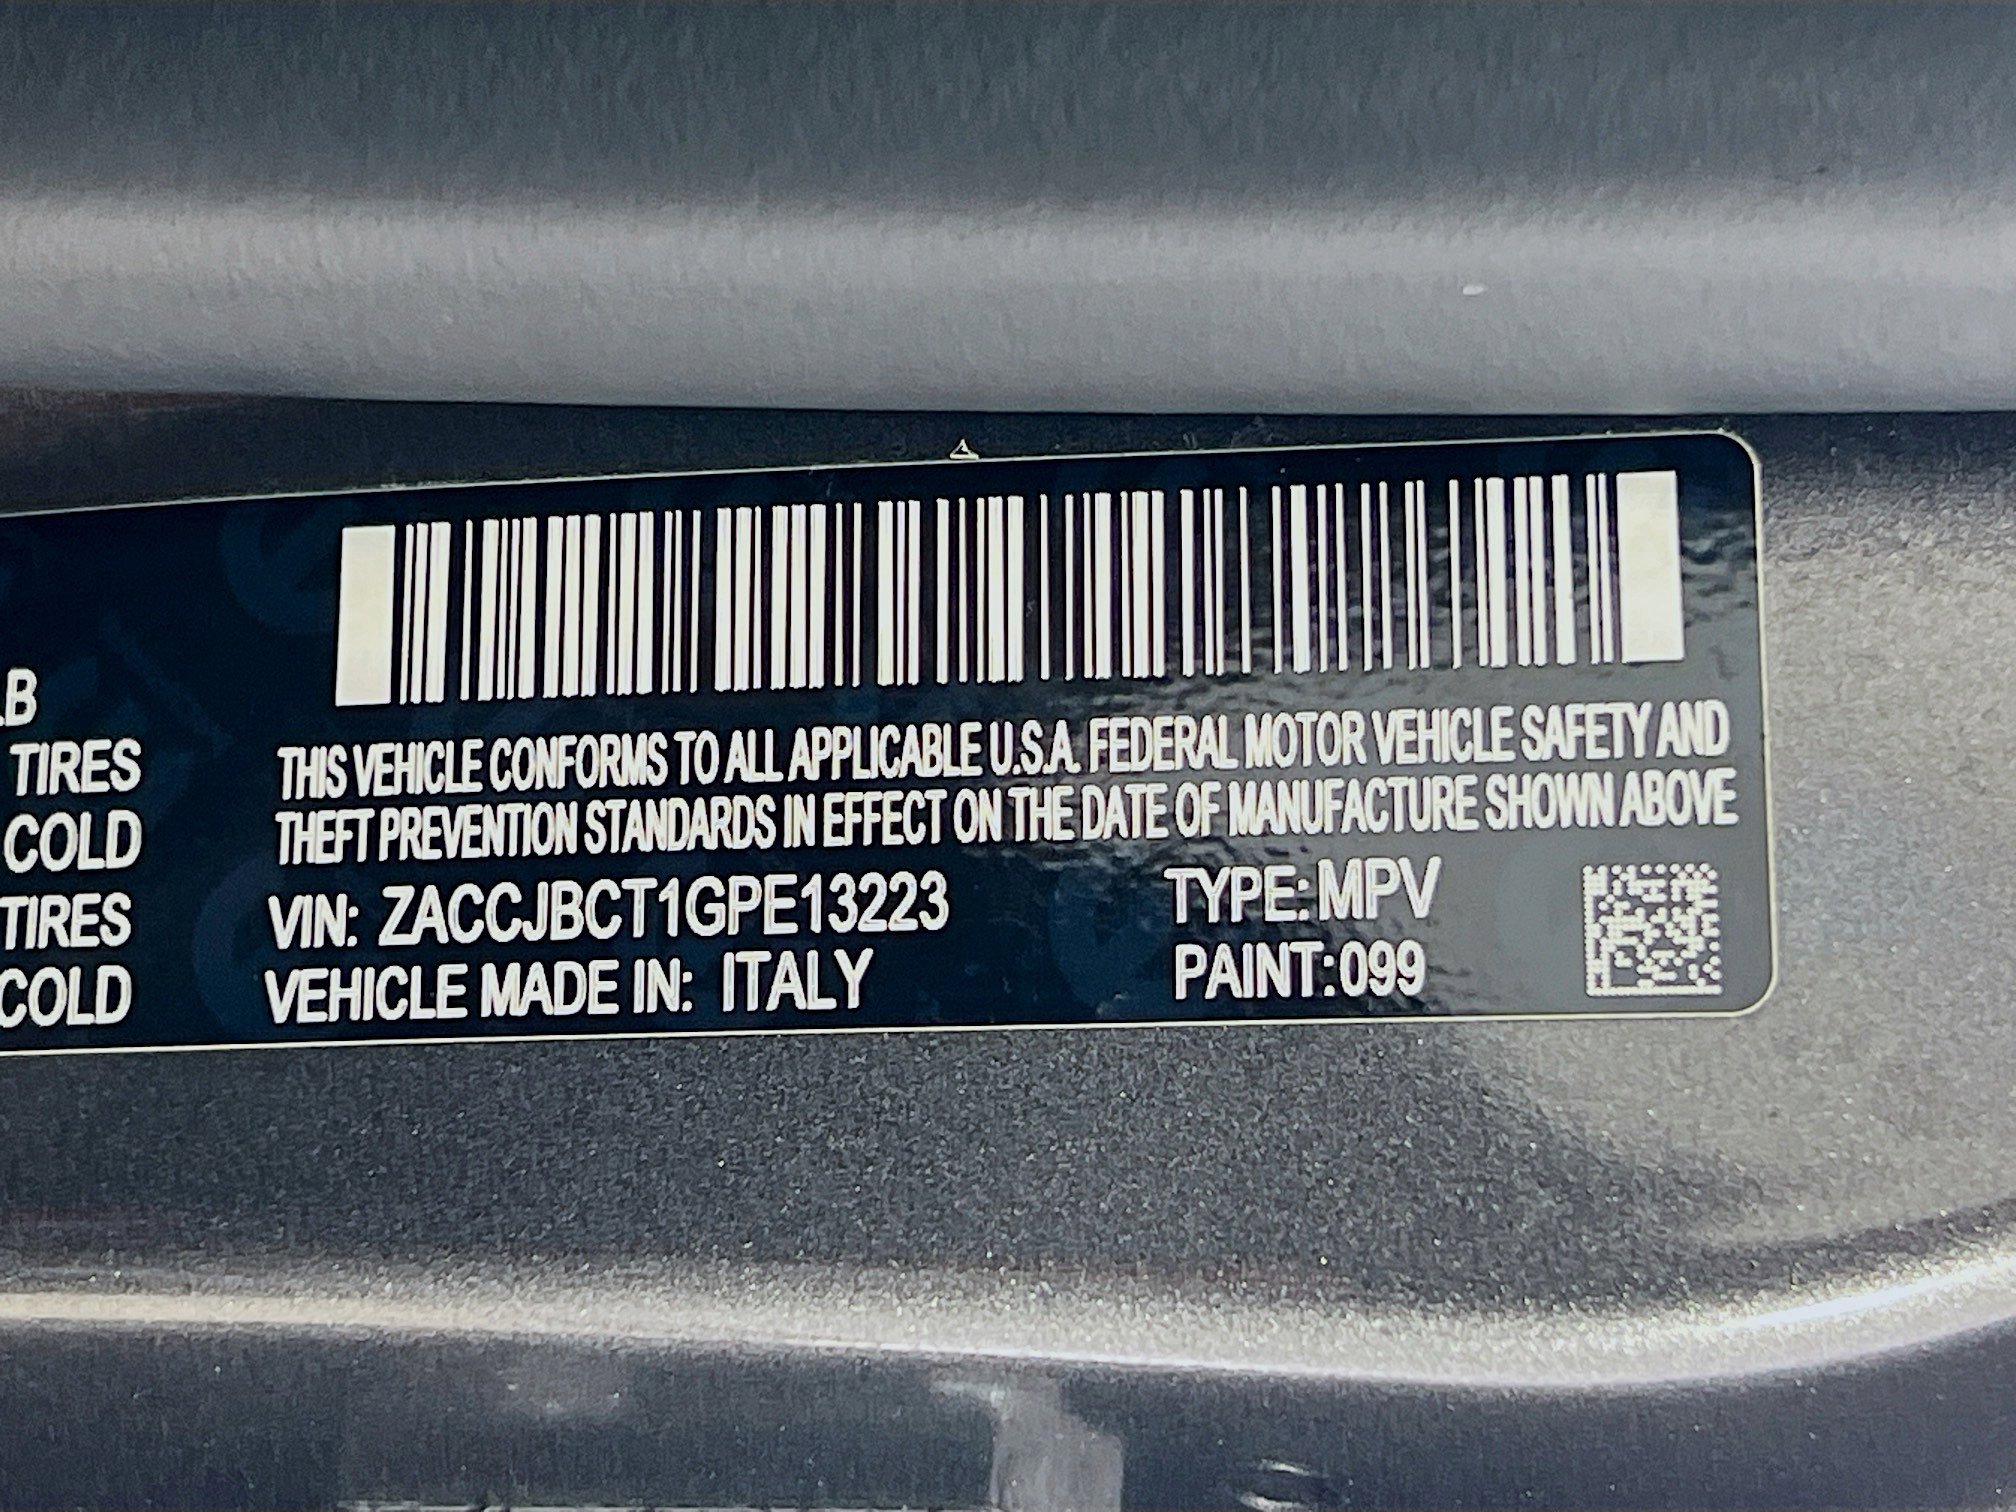 LB
TIRES
COLD
TIRES
COLD
THIS VEHICLE CONFORMS TO ALL APPLICABLE U.S.A. FEDERAL MOTOR VEHICLE SAFETY AND
THEFT PREVENTION STANDARDS IN EFFECT ON THE DATE OF MANUFACTURE SHOWN ABOVE
VIN: ZACCJBCT1GPE13223 TYPE: MPV
VEHICLE MADE IN: ITALY PAINT: 099